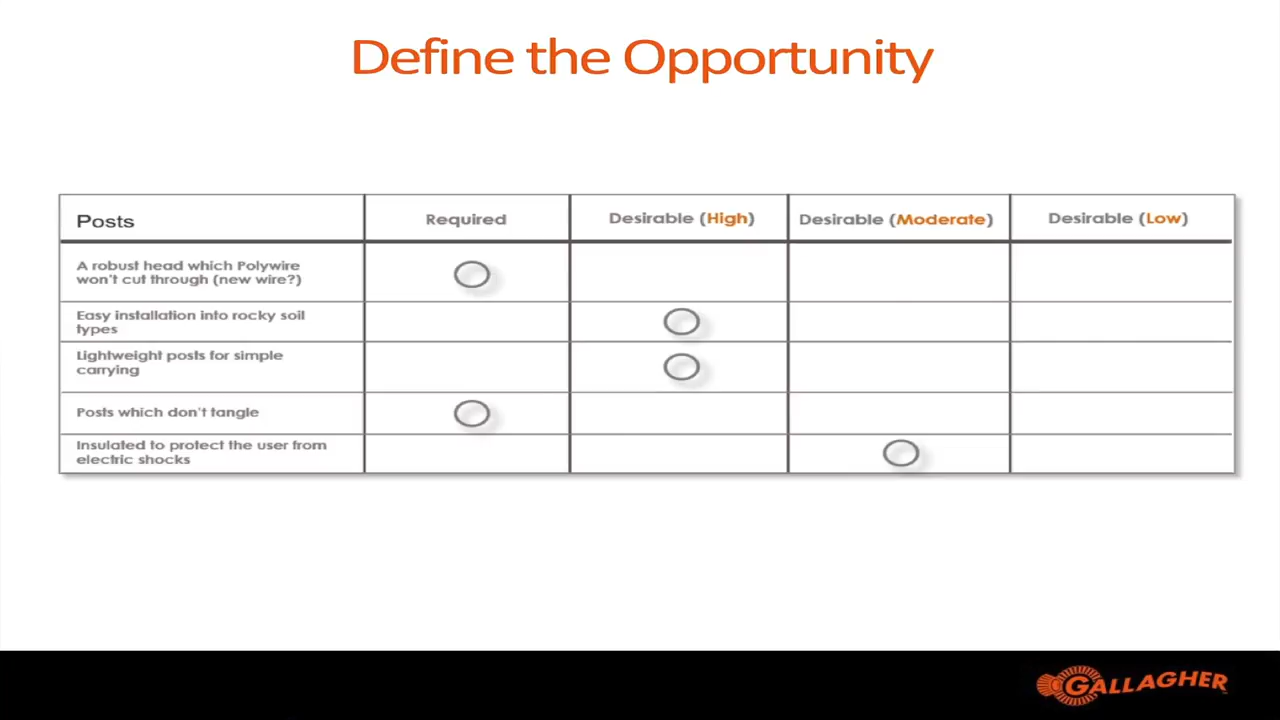 Define the Opportunity
Posts
Required
Desirable (High)
Desirable (Moderate)
Desirable (Low)
A robust head which Polywire
won't cut through (new wire?)
Easy installation into rocky soil
types
Lightweight posts for simple
carrying
Posts which don't tangle
Insulated to protect the user from
electric shocks
GALLAGHER